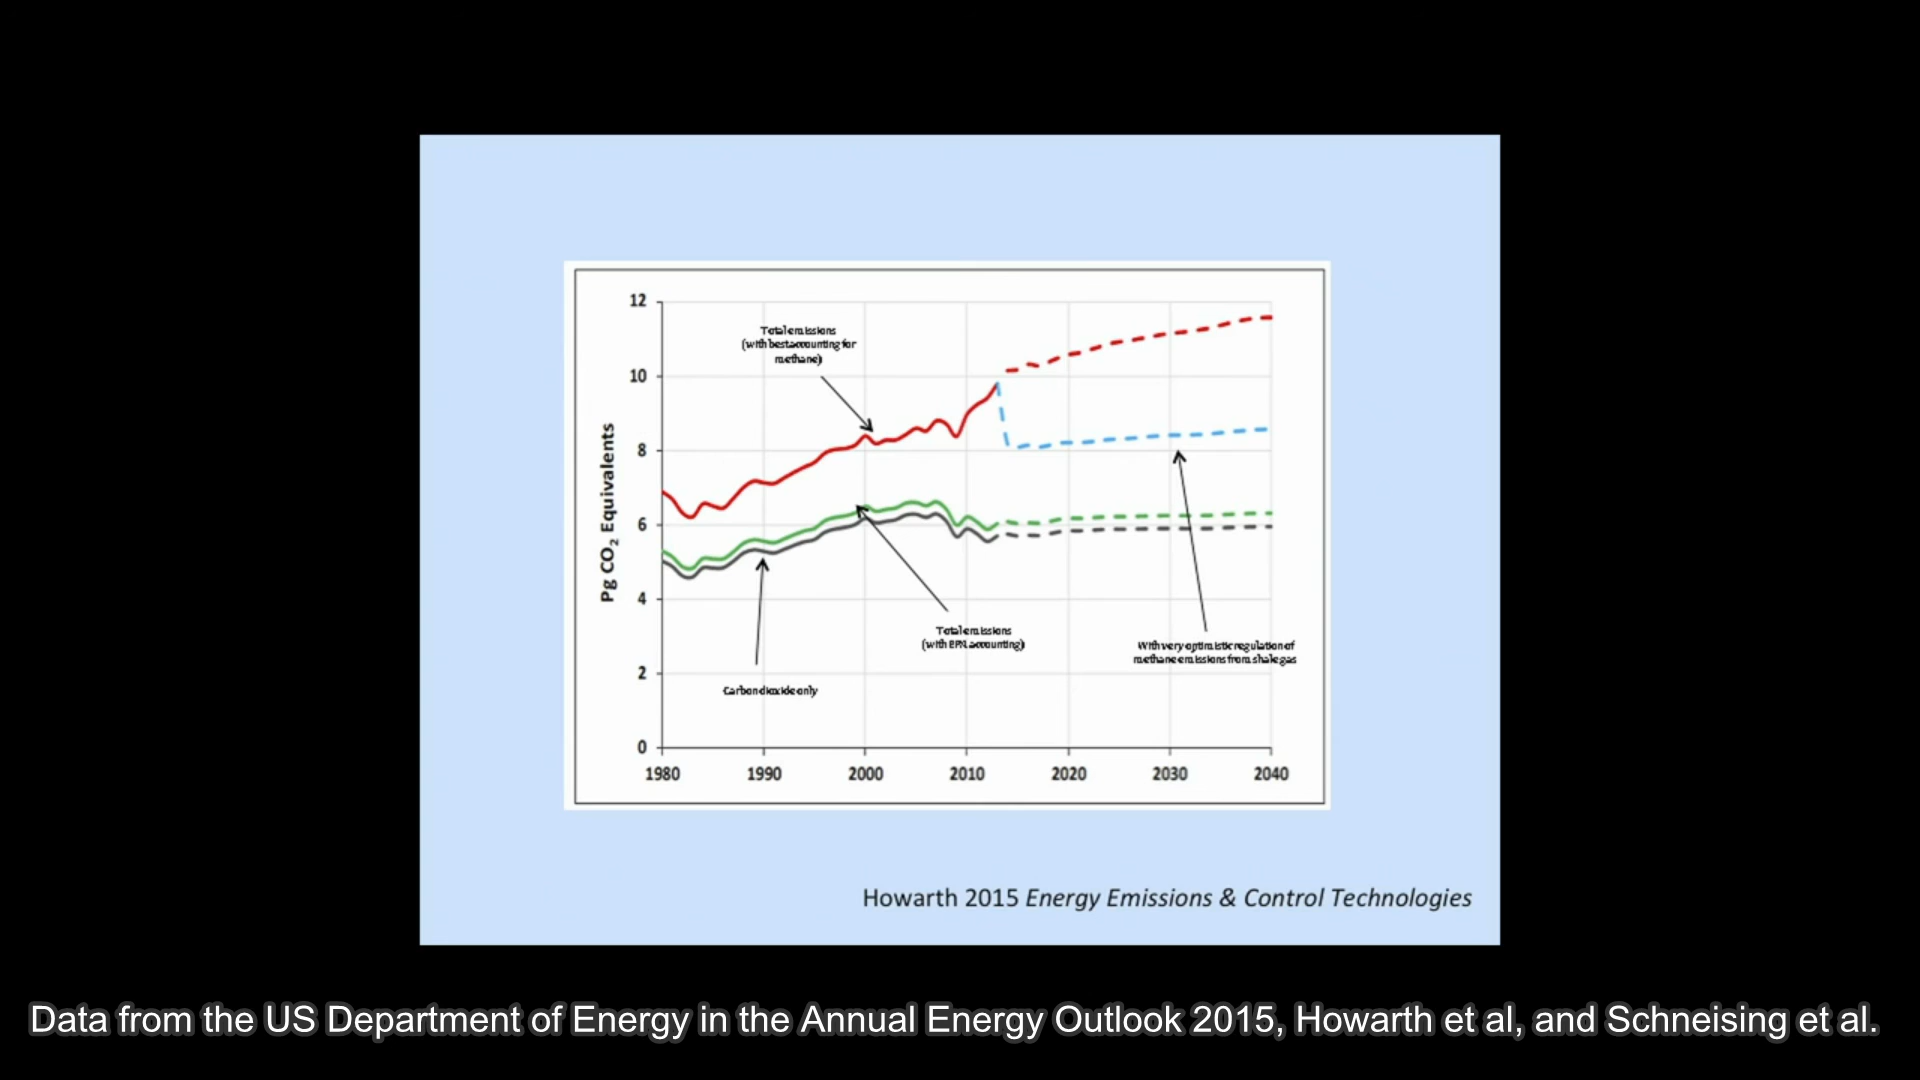 12
10
8
6
4
2
0
Pg CO2 Equivalents
1980 1990 2000 2010 2020 2030 2040
Total emissions
(with best accounting for
methane)
Total emissions
(with EPA accounting)
Carbon dioxide only
With very optimistic regulation of
methane emissions from shale gas
Howarth 2015 Energy Emissions & Control Technologies
Data from the US Department of Energy in the Annual Energy Outlook 2015, Howarth et al, and Schneising et al.